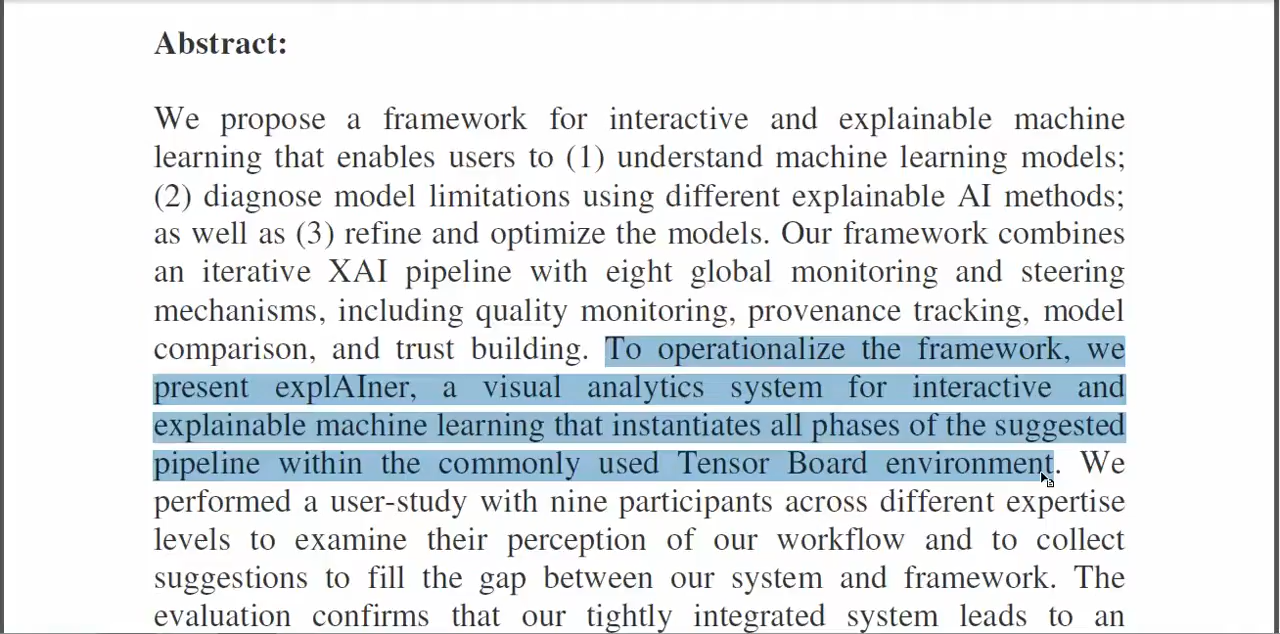 Abstract:
We propose a framework for interactive and explainable machine
learning that enables users to (1) understand machine learning models;
(2) diagnose model limitations using different explainable AI methods;
as well as (3) refine and optimize the models. Our framework combines
an iterative XAI pipeline with eight global monitoring and steering
mechanisms, including quality monitoring, provenance tracking, model
comparison, and trust building. To operationalize the framework, we
present explAIner, a visual analytics system for interactive and
explainable machine learning that instantiates all phases of the suggested
pipeline within the commonly used Tensor Board environment. We
performed a user-study with nine participants across different expertise
levels to examine their perception of our workflow and to collect
suggestions to fill the gap between our system and framework. The
evaluation confirms that our tightly integrated system leads to an